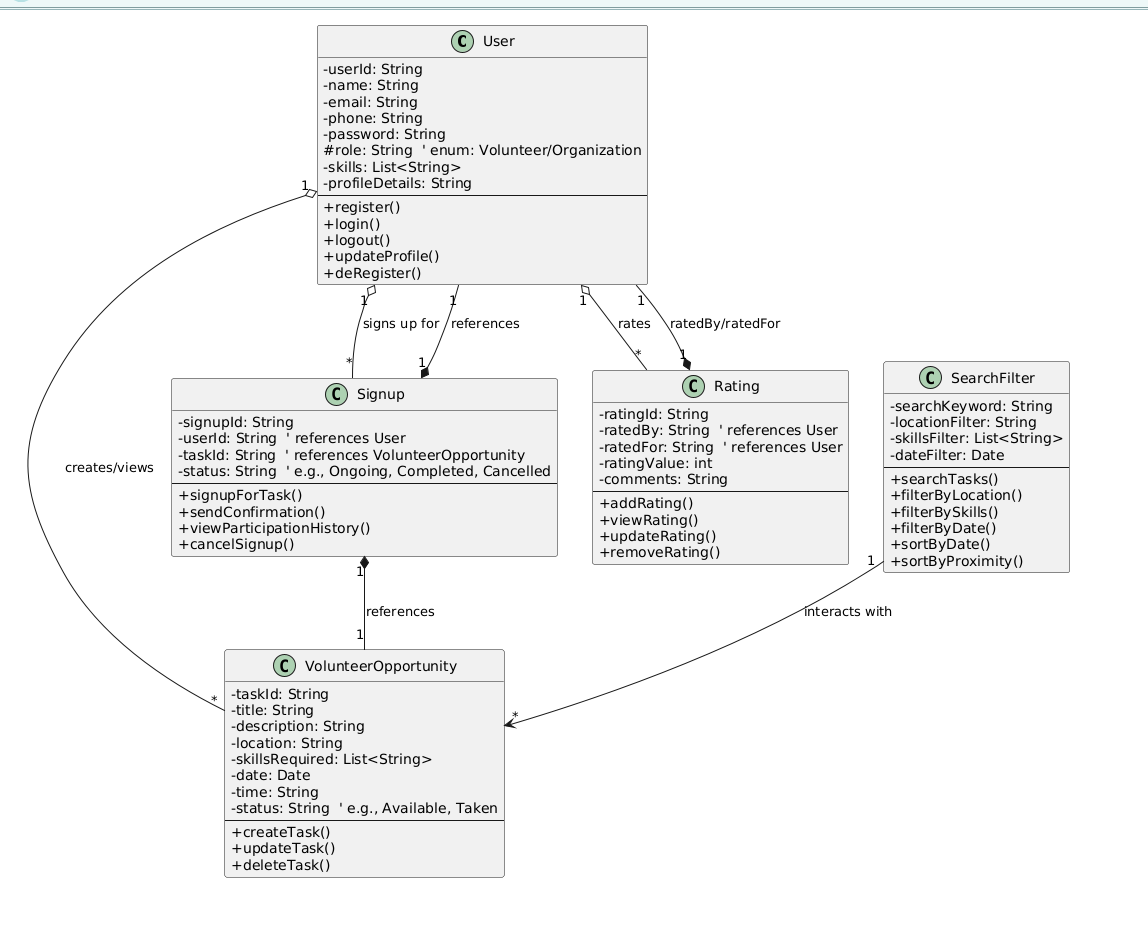 C User
-userId: String
-name: String
-email: String
-phone: String
-password: String
#role: String  ' enum: Volunteer/Organization
-skills: List<String>
-profileDetails: String
+register()
+login()
+logout()
+updateProfile()
+deRegister()
1
1
1
1
1
signs up for
references
rates
ratedBy/ratedFor
*
1
*
1
C Signup
-signupId: String
-userId: String  ' references User
-taskId: String  ' references VolunteerOpportunity
-status: String  ' e.g., Ongoing, Completed, Cancelled
+signupForTask()
+sendConfirmation()
+viewParticipationHistory()
+cancelSignup()
C Rating
-ratingId: String
-ratedBy: String  ' references User
-ratedFor: String  ' references User
-ratingValue: int
-comments: String
+addRating()
+viewRating()
+updateRating()
+removeRating()
C SearchFilter
-searchKeyword: String
-locationFilter: String
-skillsFilter: List<String>
-dateFilter: Date
+searchTasks()
+filterByLocation()
+filterBySkills()
+filterByDate()
+sortByDate()
+sortByProximity()
creates/views
1
1
references
interacts with
1
*
*
C VolunteerOpportunity
-taskId: String
-title: String
-description: String
-location: String
-skillsRequired: List<String>
-date: Date
-time: String
-status: String  ' e.g., Available, Taken
+createTask()
+updateTask()
+deleteTask()